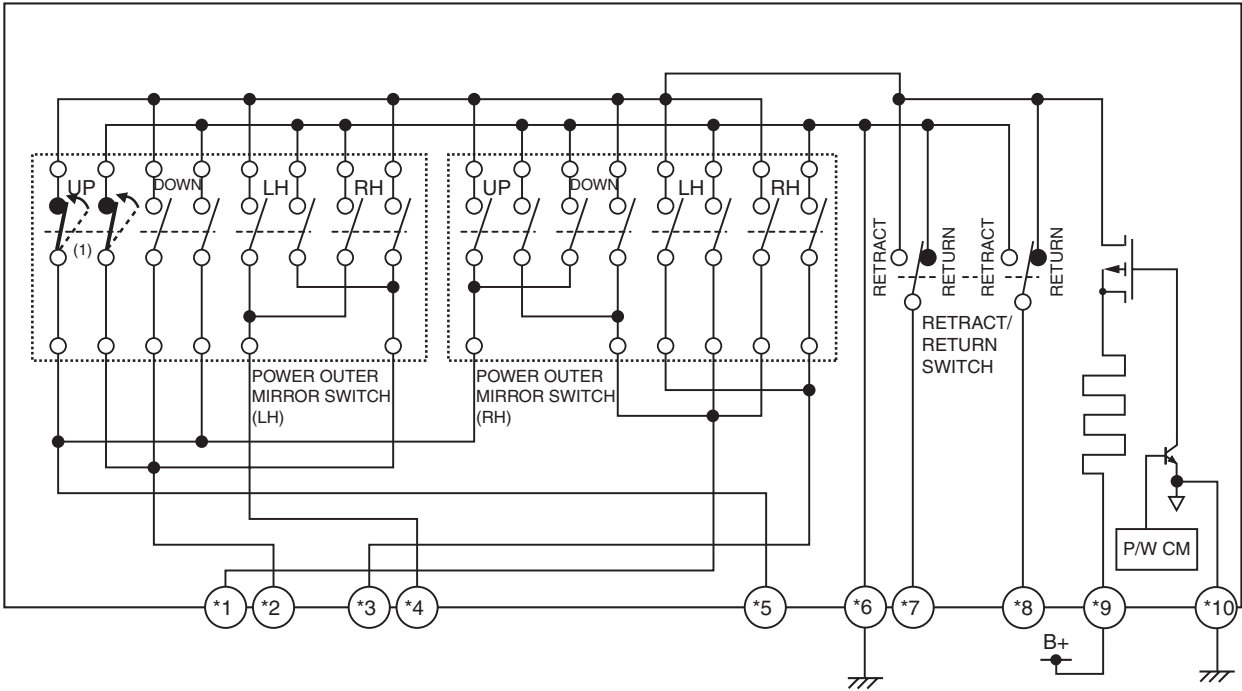 UP
DOWN
LH
RH
UP
DOWN
LH
RH
(1)
RETRACT
RETURN
RETRACT
RETURN
RETRACT/
RETURN
SWITCH
POWER OUTER
MIRROR SWITCH
(LH)
POWER OUTER
MIRROR SWITCH
(RH)
P/W CM
*1
*2
*3
*4
*5
*6
*7
*8
*9
*10
B+